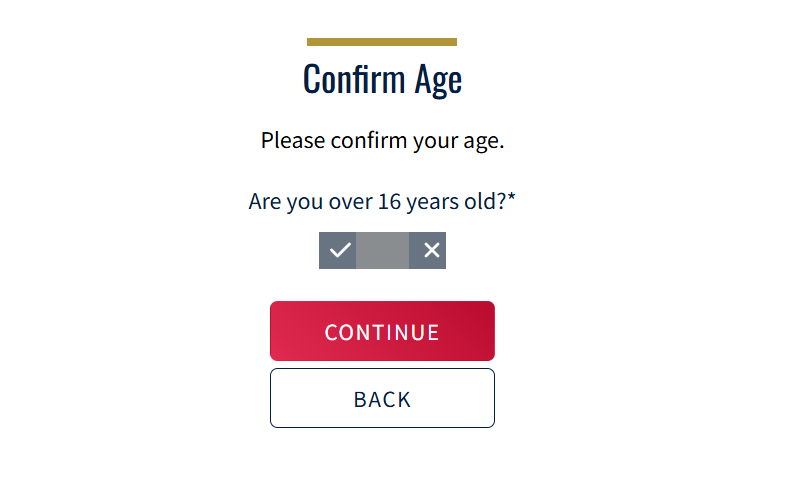 Confirm Age
Please confirm your age.
Are you over 16 years old?*
CONTINUE
BACK